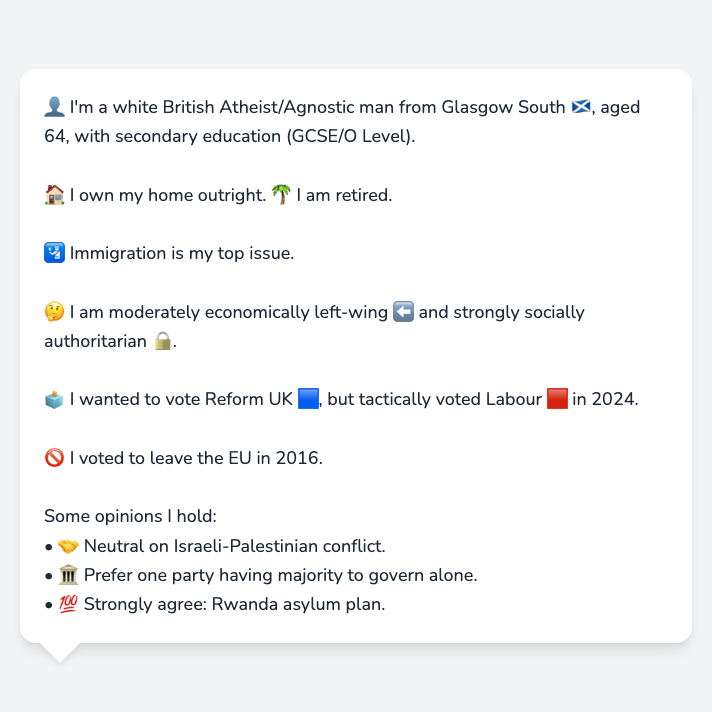 👤 I'm a white British Atheist/Agnostic man from Glasgow South 🏴󠁧󠁢󠁳󠁣󠁴󠁿, aged
64, with secondary education (GCSE/O Level).
🏠 I own my home outright. 🌴 I am retired.
🛂 Immigration is my top issue.
🤔 I am moderately economically left-wing ⬅️ and strongly socially
authoritarian 🔒.
🗳️ I wanted to vote Reform UK 🟦, but tactically voted Labour 🟥 in 2024.
🚫 I voted to leave the EU in 2016.
Some opinions I hold:
• 🤝 Neutral on Israeli-Palestinian conflict.
• 🏛️ Prefer one party having majority to govern alone.
• 💯 Strongly agree: Rwanda asylum plan.